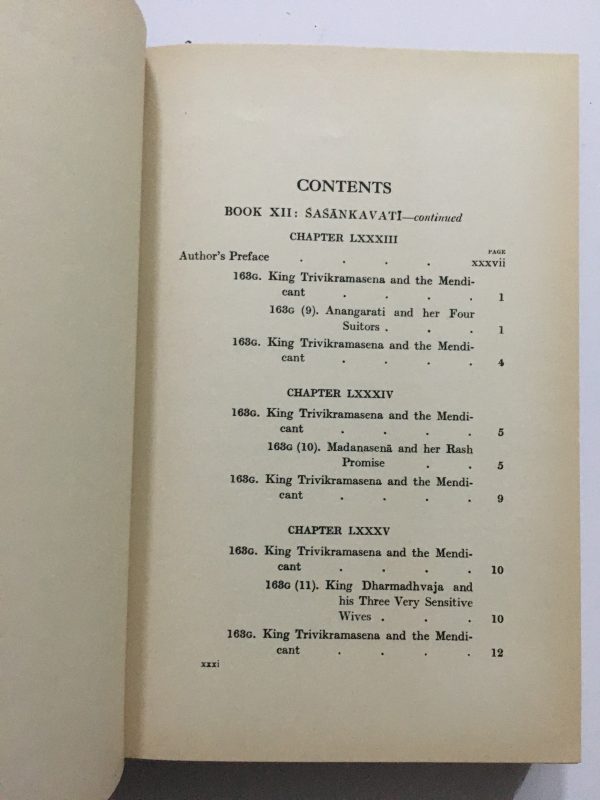 CONTENTS
BOOK XII: ŚAŚĀNKAVATĪ—continued
CHAPTER LXXXIII
PAGE
Author's Preface . . . . xxxvii
163G. King Trivikramasena and the Mendi-
cant . . . . 1
163G (9). Anangarati and her Four
Suitors . . . 1
163G. King Trivikramasena and the Mendi-
cant . . . . 4
CHAPTER LXXXIV
163G. King Trivikramasena and the Mendi-
cant . . . . 5
163G (10). Madanasenā and her Rash
Promise . . 5
163G. King Trivikramasena and the Mendi-
cant . . . . 9
CHAPTER LXXXV
163G. King Trivikramasena and the Mendi-
cant . . . . 10
163G (11). King Dharmadhvaja and
his Three Very Sensitive
Wives . . . 10
163G. King Trivikramasena and the Mendi-
cant . . . . 12
xxxi